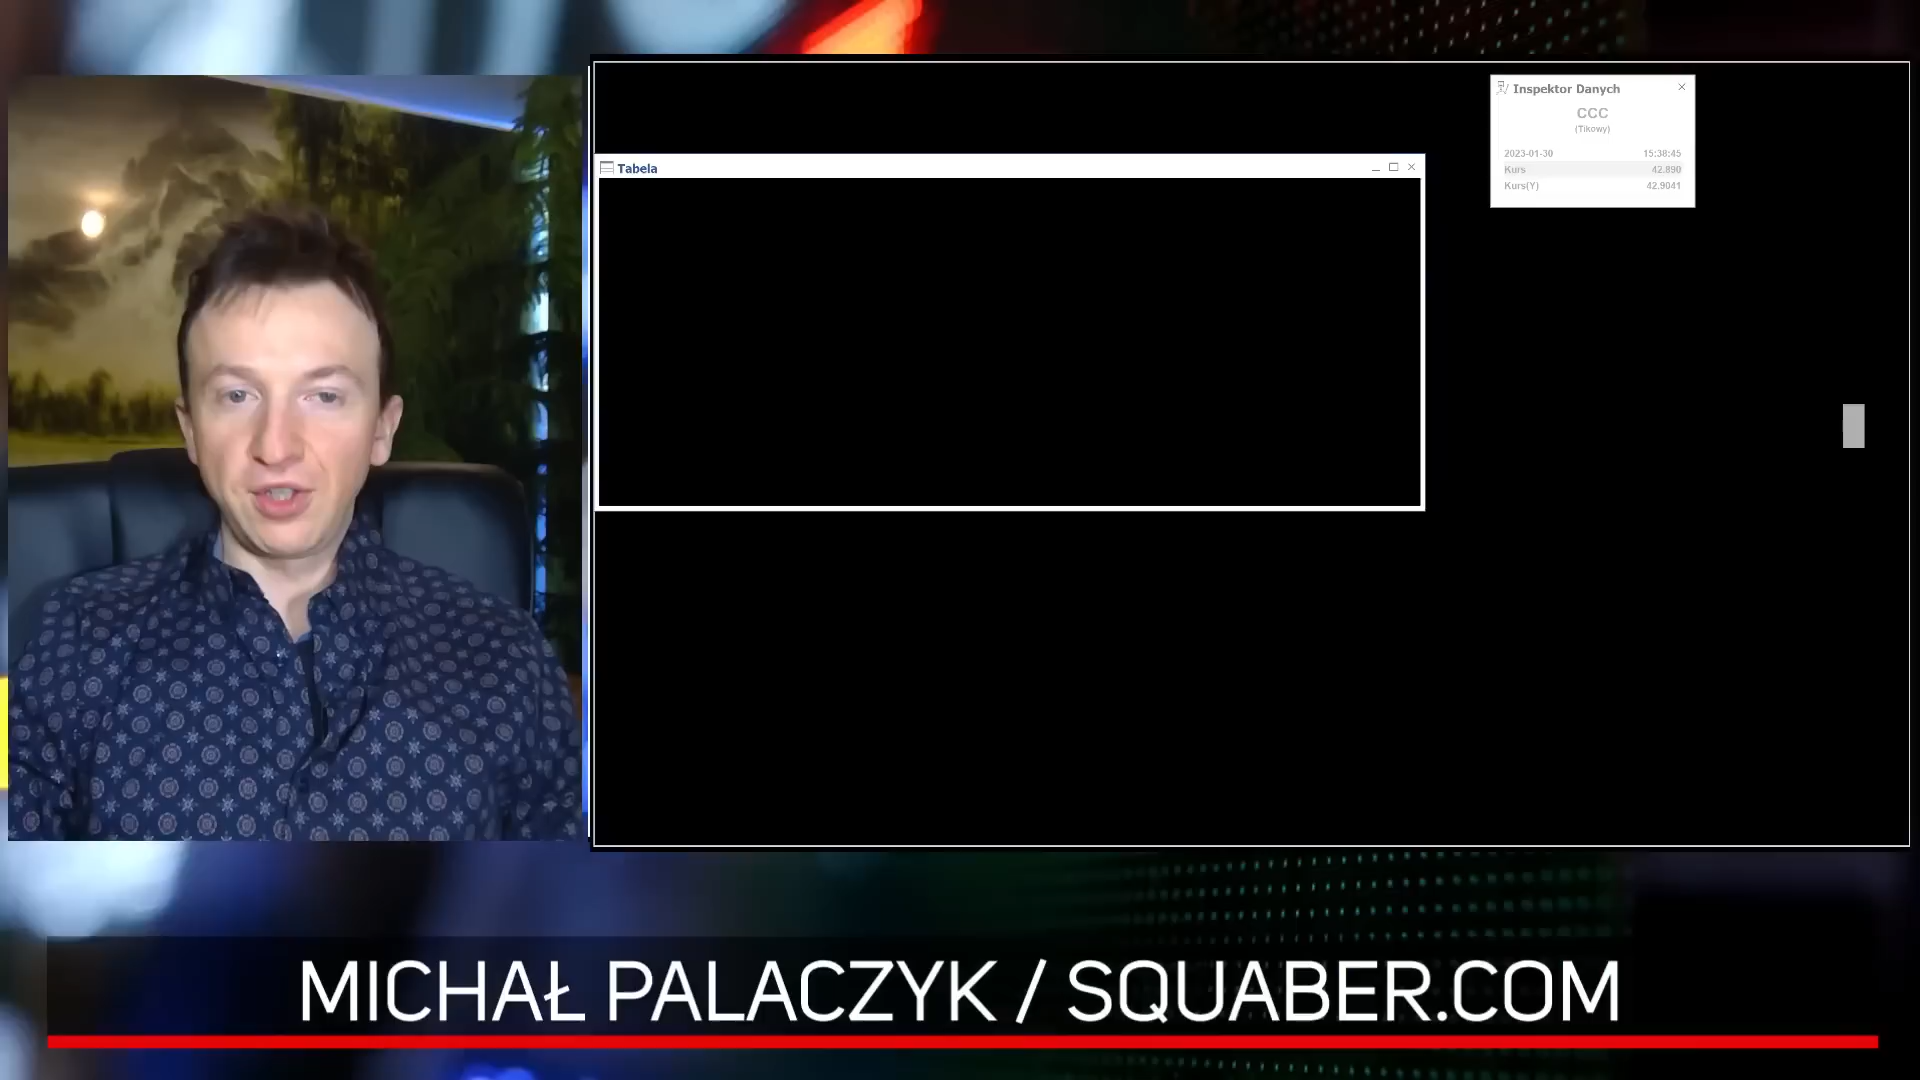 Inspektor Danych
CCC
(Tikowy)
2023-01-30 15:38:45
Kurs 42.890
Kurs(Y) 42.9041
Tabela
MICHAŁ PALACZYK / SQUABER.COM